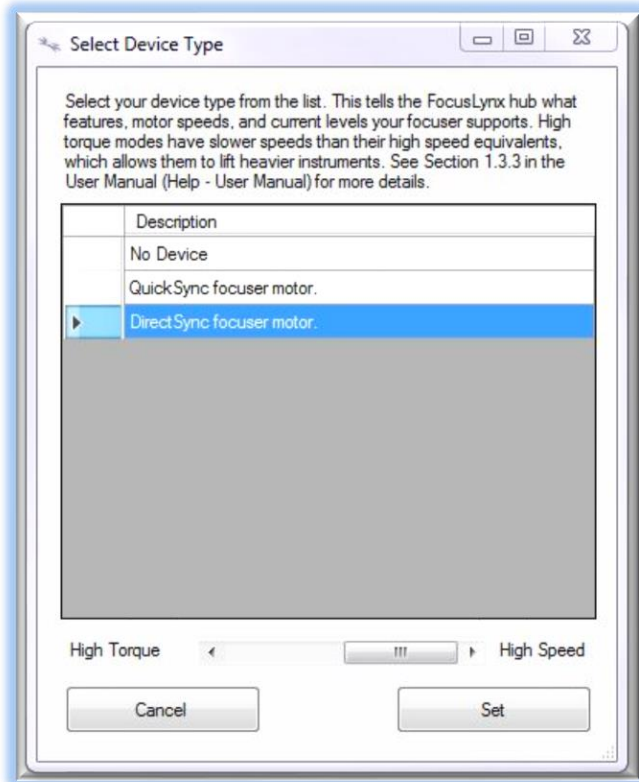 Select Device Type
Select your device type from the list. This tells the FocusLynx hub what
features, motor speeds, and current levels your focuser supports. High
torque modes have slower speeds than their high speed equivalents,
which allows them to lift heavier instruments. See Section 1.3.3 in the
User Manual (Help - User Manual) for more details.
Description
No Device
QuickSync focuser motor.
DirectSync focuser motor.
High Torque High Speed
Cancel Set